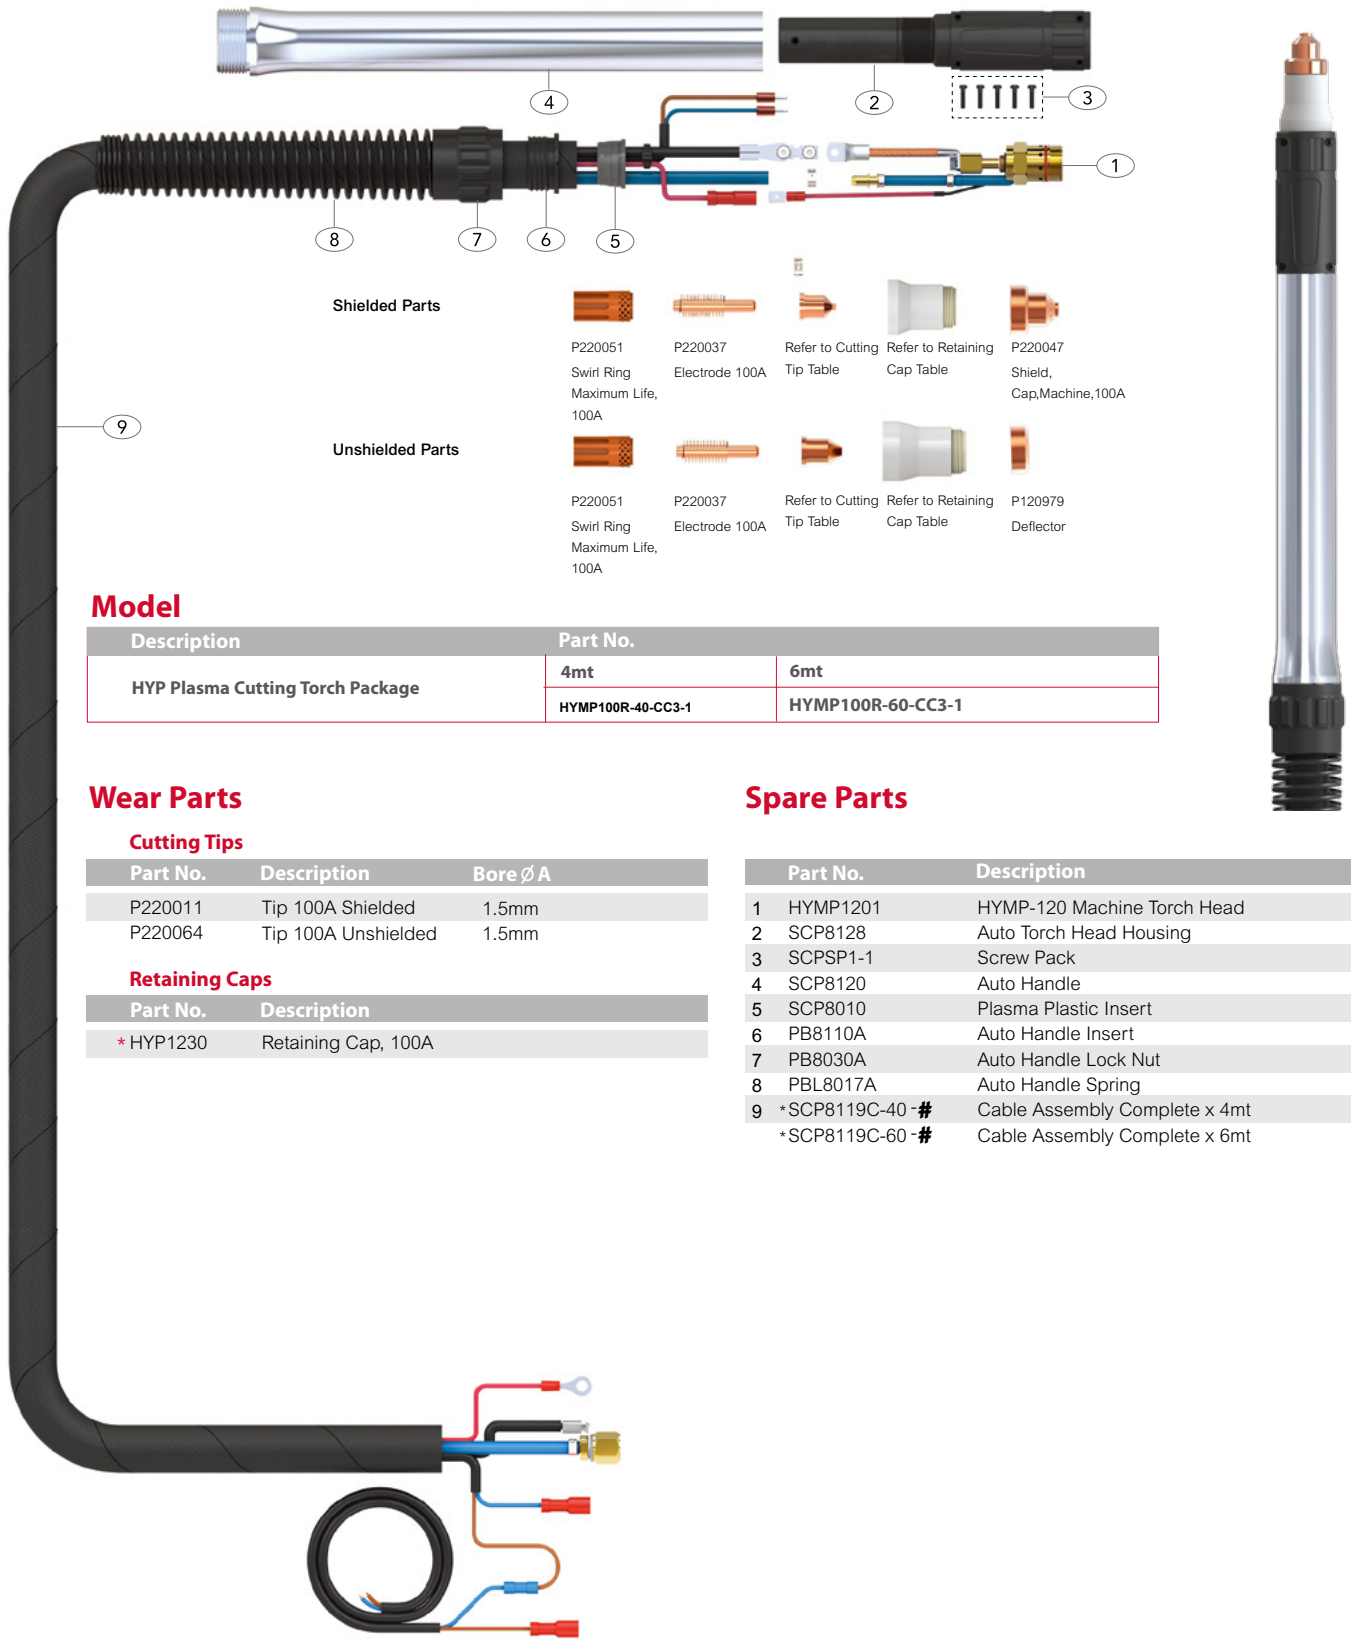 4
2
3
1
8
7
6
5
9
Shielded Parts
P220051
Swirl Ring
Maximum Life,
100A
P220037
Electrode 100A
Refer to Cutting
Tip Table
Refer to Retaining
Cap Table
P220047
Shield,
Cap,Machine,100A
Unshielded Parts
P220051
Swirl Ring
Maximum Life,
100A
P220037
Electrode 100A
Refer to Cutting
Tip Table
Refer to Retaining
Cap Table
P120979
Deflector
Model
Description Part No.
HYP Plasma Cutting Torch Package
4mt 6mt
HYMP100R-40-CC3-1 HYMP100R-60-CC3-1
Wear Parts
Cutting Tips
Part No. Description Bore Ø A
P220011 Tip 100A Shielded 1.5mm
P220064 Tip 100A Unshielded 1.5mm
Retaining Caps
Part No. Description
* HYP1230 Retaining Cap, 100A
Spare Parts
Part No. Description
1 HYMP1201 HYMP-120 Machine Torch Head
2 SCP8128 Auto Torch Head Housing
3 SCPSP1-1 Screw Pack
4 SCP8120 Auto Handle
5 SCP8010 Plasma Plastic Insert
6 PB8110A Auto Handle Insert
7 PB8030A Auto Handle Lock Nut
8 PBL8017A Auto Handle Spring
9 *SCP8119C-40 -# Cable Assembly Complete x 4mt
*SCP8119C-60 -# Cable Assembly Complete x 6mt